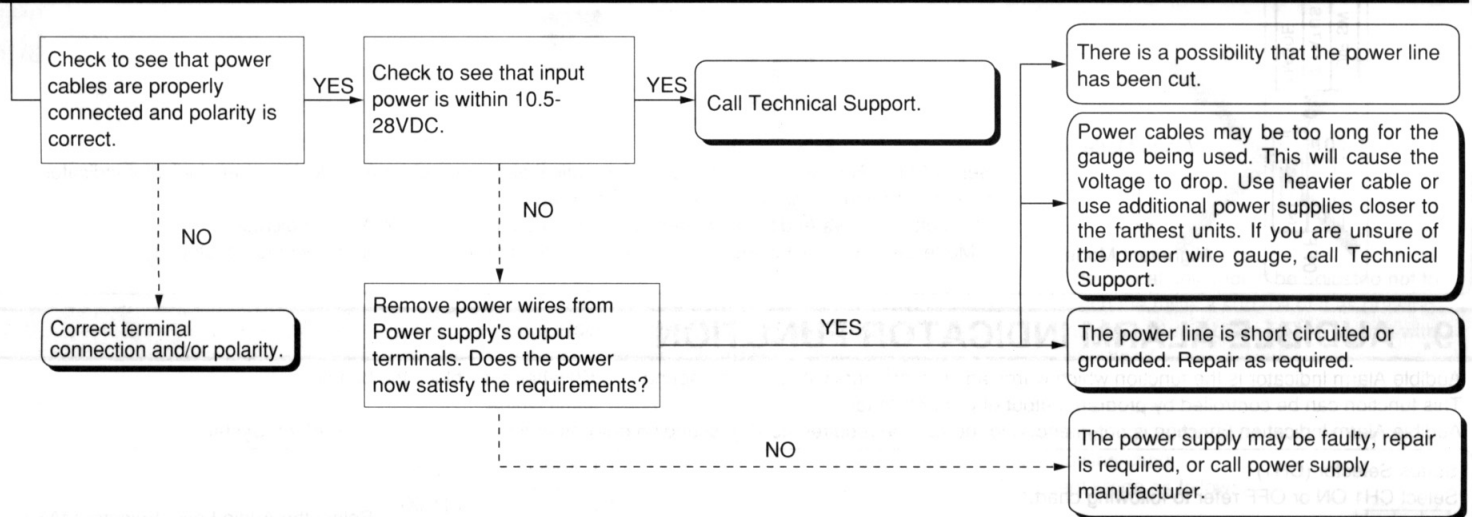 Check to see that power
cables are properly
connected and polarity is
correct.
YES
Check to see that input
power is within 10.5-
28VDC.
YES
Call Technical Support.
There is a possibility that the power line
has been cut.
Power cables may be too long for the
gauge being used. This will cause the
voltage to drop. Use heavier cable or
use additional power supplies closer to
the farthest units. If you are unsure of
the proper wire gauge, call Technical
Support.
NO
NO
Correct terminal
connection and/or polarity.
Remove power wires from
Power supply's output
terminals. Does the power
now satisfy the requirements?
YES
The power line is short circuited or
grounded. Repair as required.
NO
The power supply may be faulty, repair
is required, or call power supply
manufacturer.